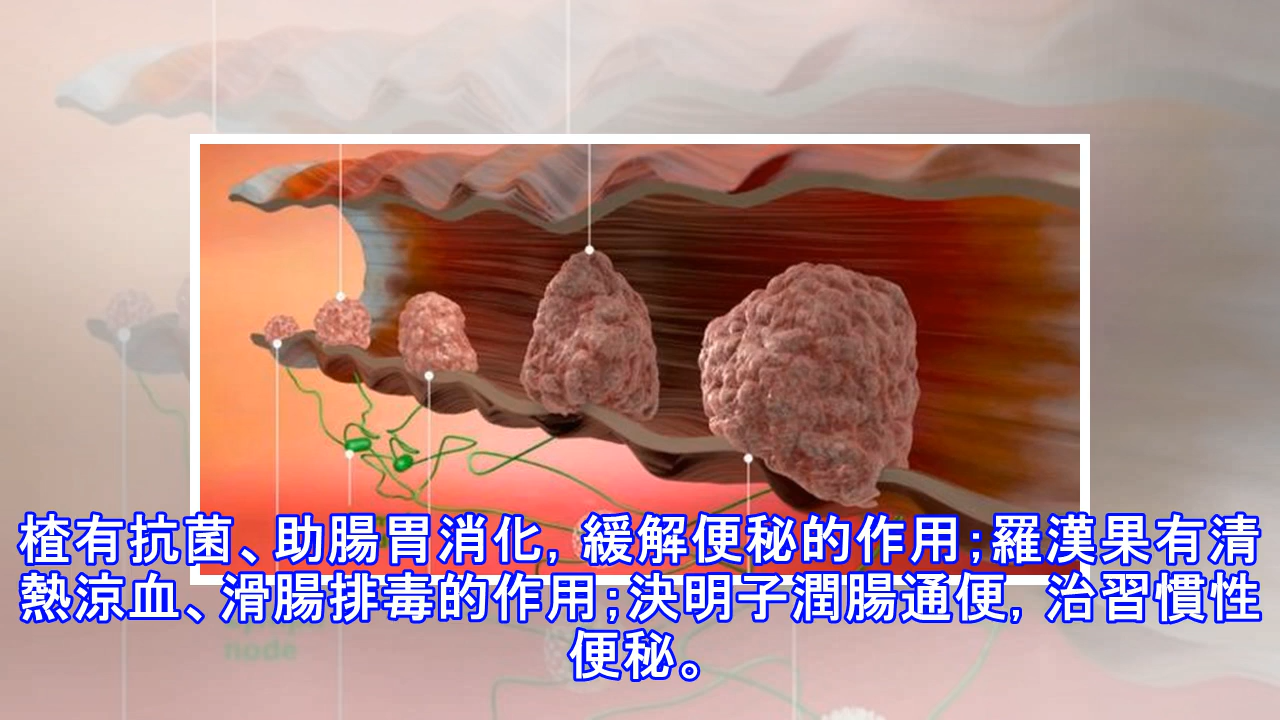 楂有抗菌、助腸胃消化, 緩解便秘的作用;羅漢果有清
熱涼血、滑腸排毒的作用;決明子潤腸通便, 治習慣性
便秘。
node